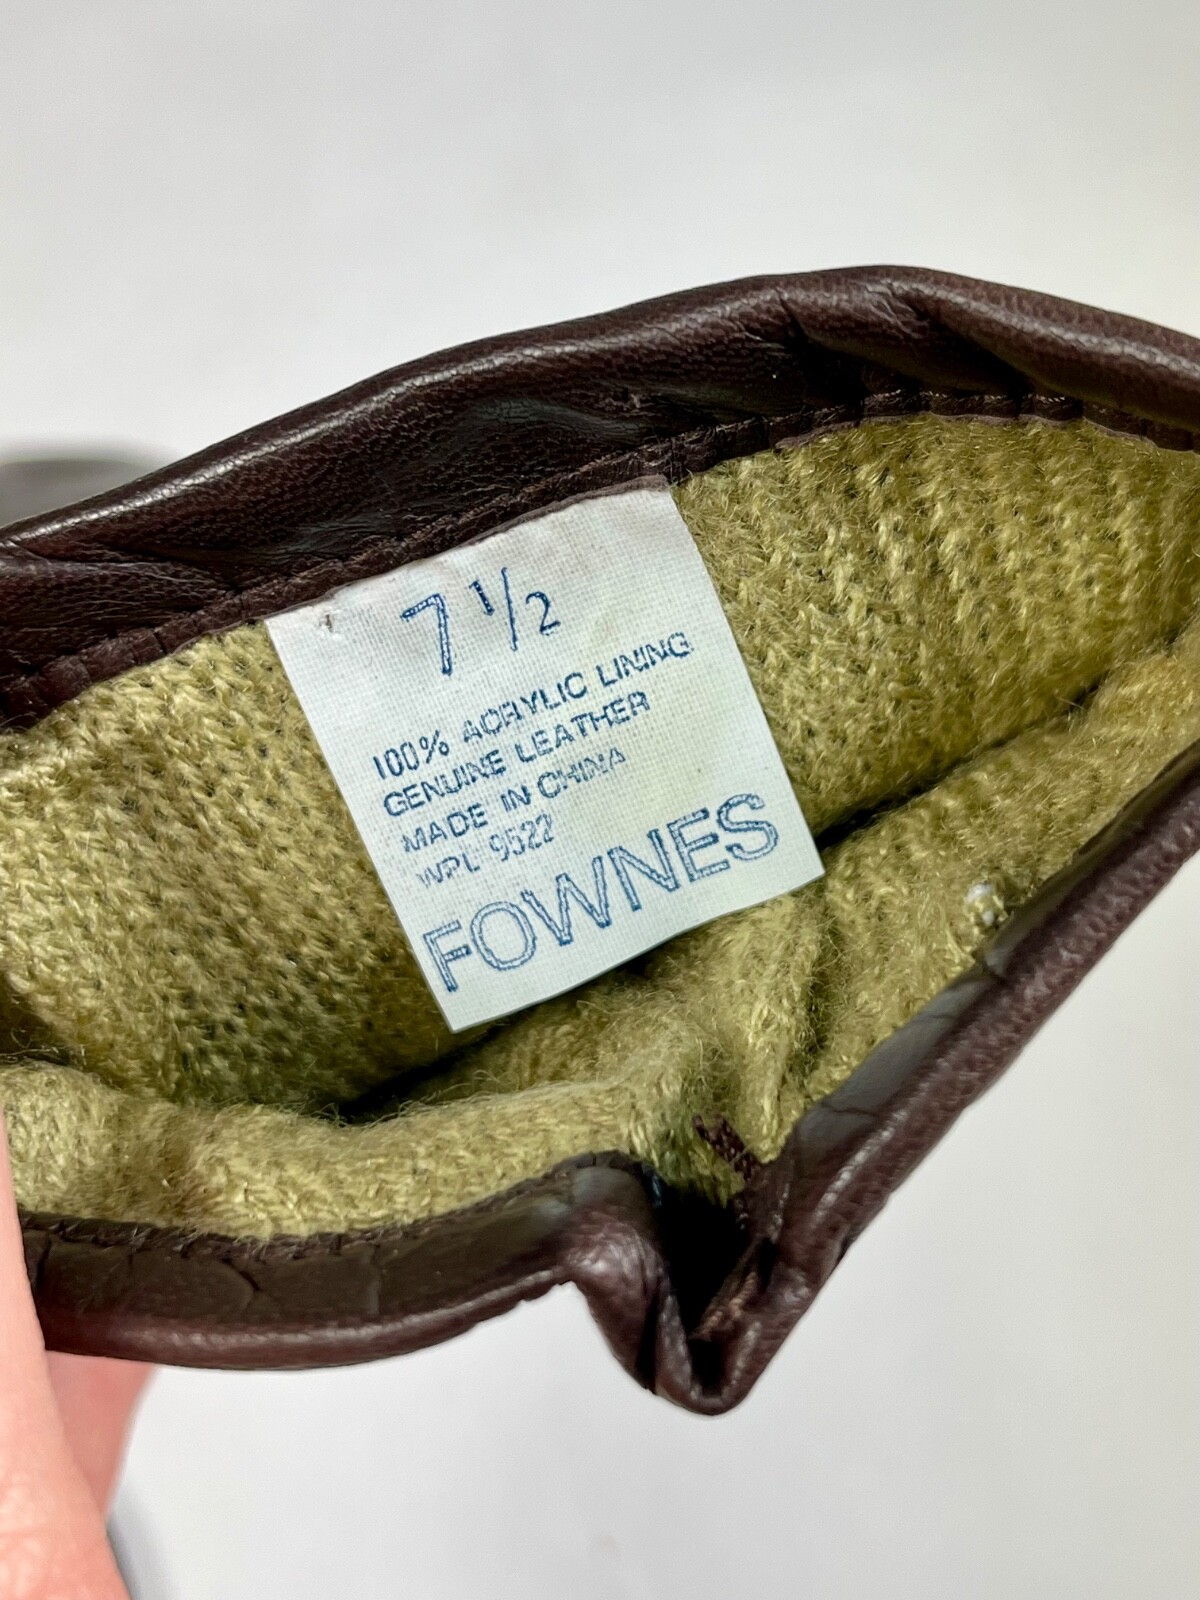 7 1/2
100% ACRYLIC LINING
GENUINE LEATHER
MADE IN CHINA
WPL 9522
FOWNES